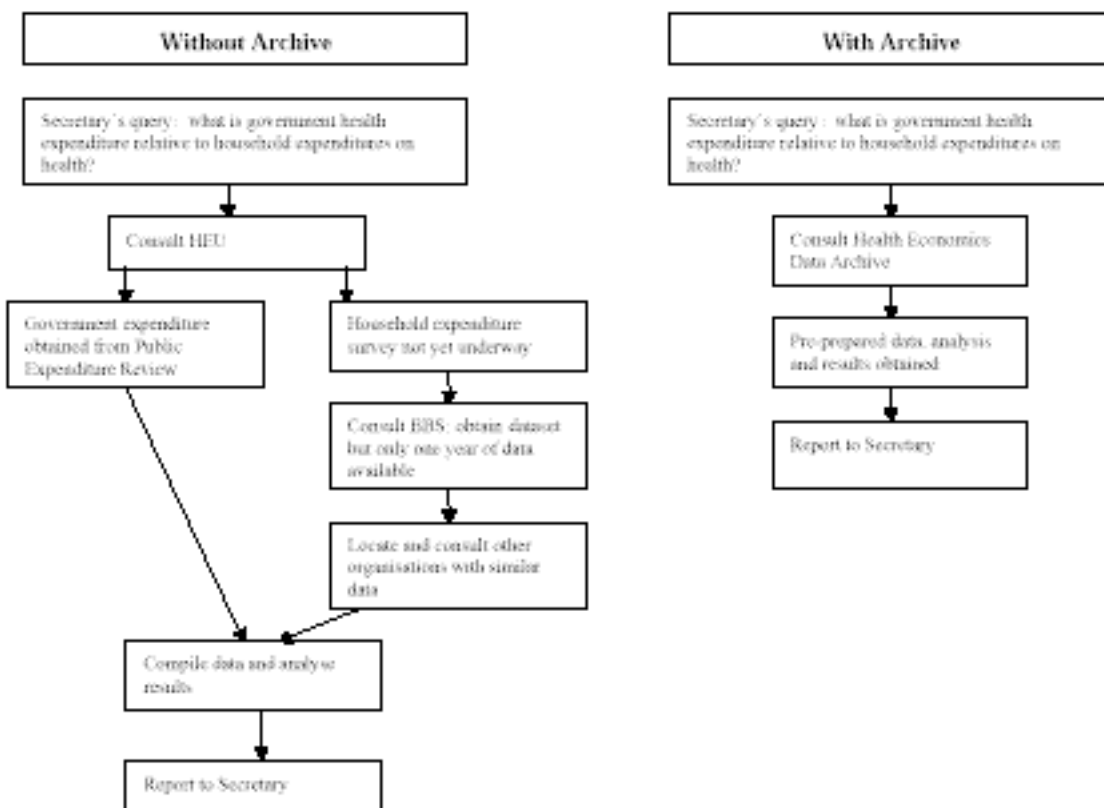 Without Archive
Secretary's query: what is government health
expenditure relative to household expenditures on
health?
Consult HEU
Government expenditure
obtained from Public
Expenditure Review
Household expenditure
survey not yet underway
Consult BBS: obtain dataset
but only one year of data
available
Locate and consult other
organisations with similar
data
Compile data and analyse
results
Report to Secretary
With Archive
Secretary's query: what is government health
expenditure relative to household expenditures on
health?
Consult Health Economics
Data Archive
Pre-prepared data, analysis
and results obtained
Report to Secretary